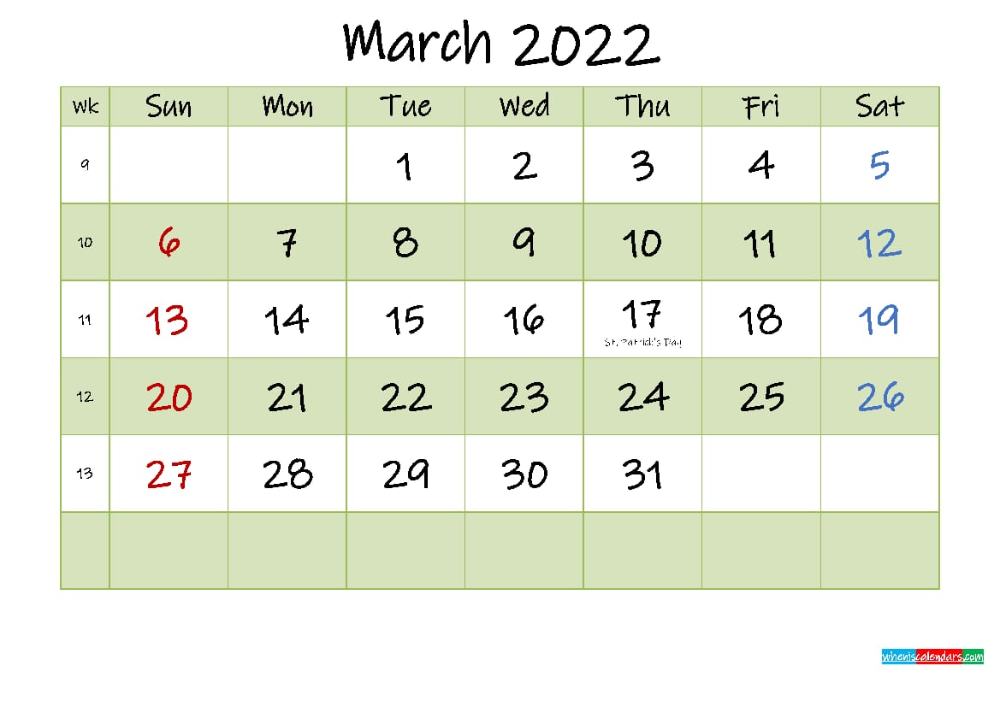 March 2022
Wk Sun Mon Tue Wed Thu Fri Sat
9 1 2 3 4 5
10 6 7 8 9 10 11 12
11 13 14 15 16 17 18 19
St. Patrick's Day
12 20 21 22 23 24 25 26
13 27 28 29 30 31
wheniscalendars.com